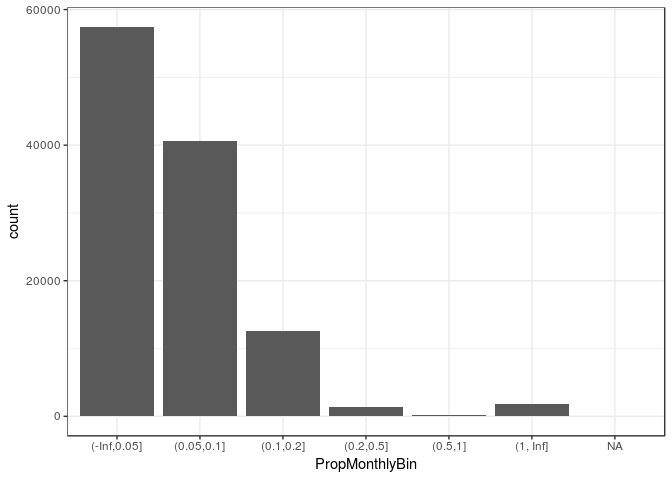 60000
40000
20000
0
count
(-Inf,0.05]
(0.05,0.1]
(0.1,0.2]
(0.2,0.5]
(0.5,1]
(1, Inf]
NA
PropMonthlyBin